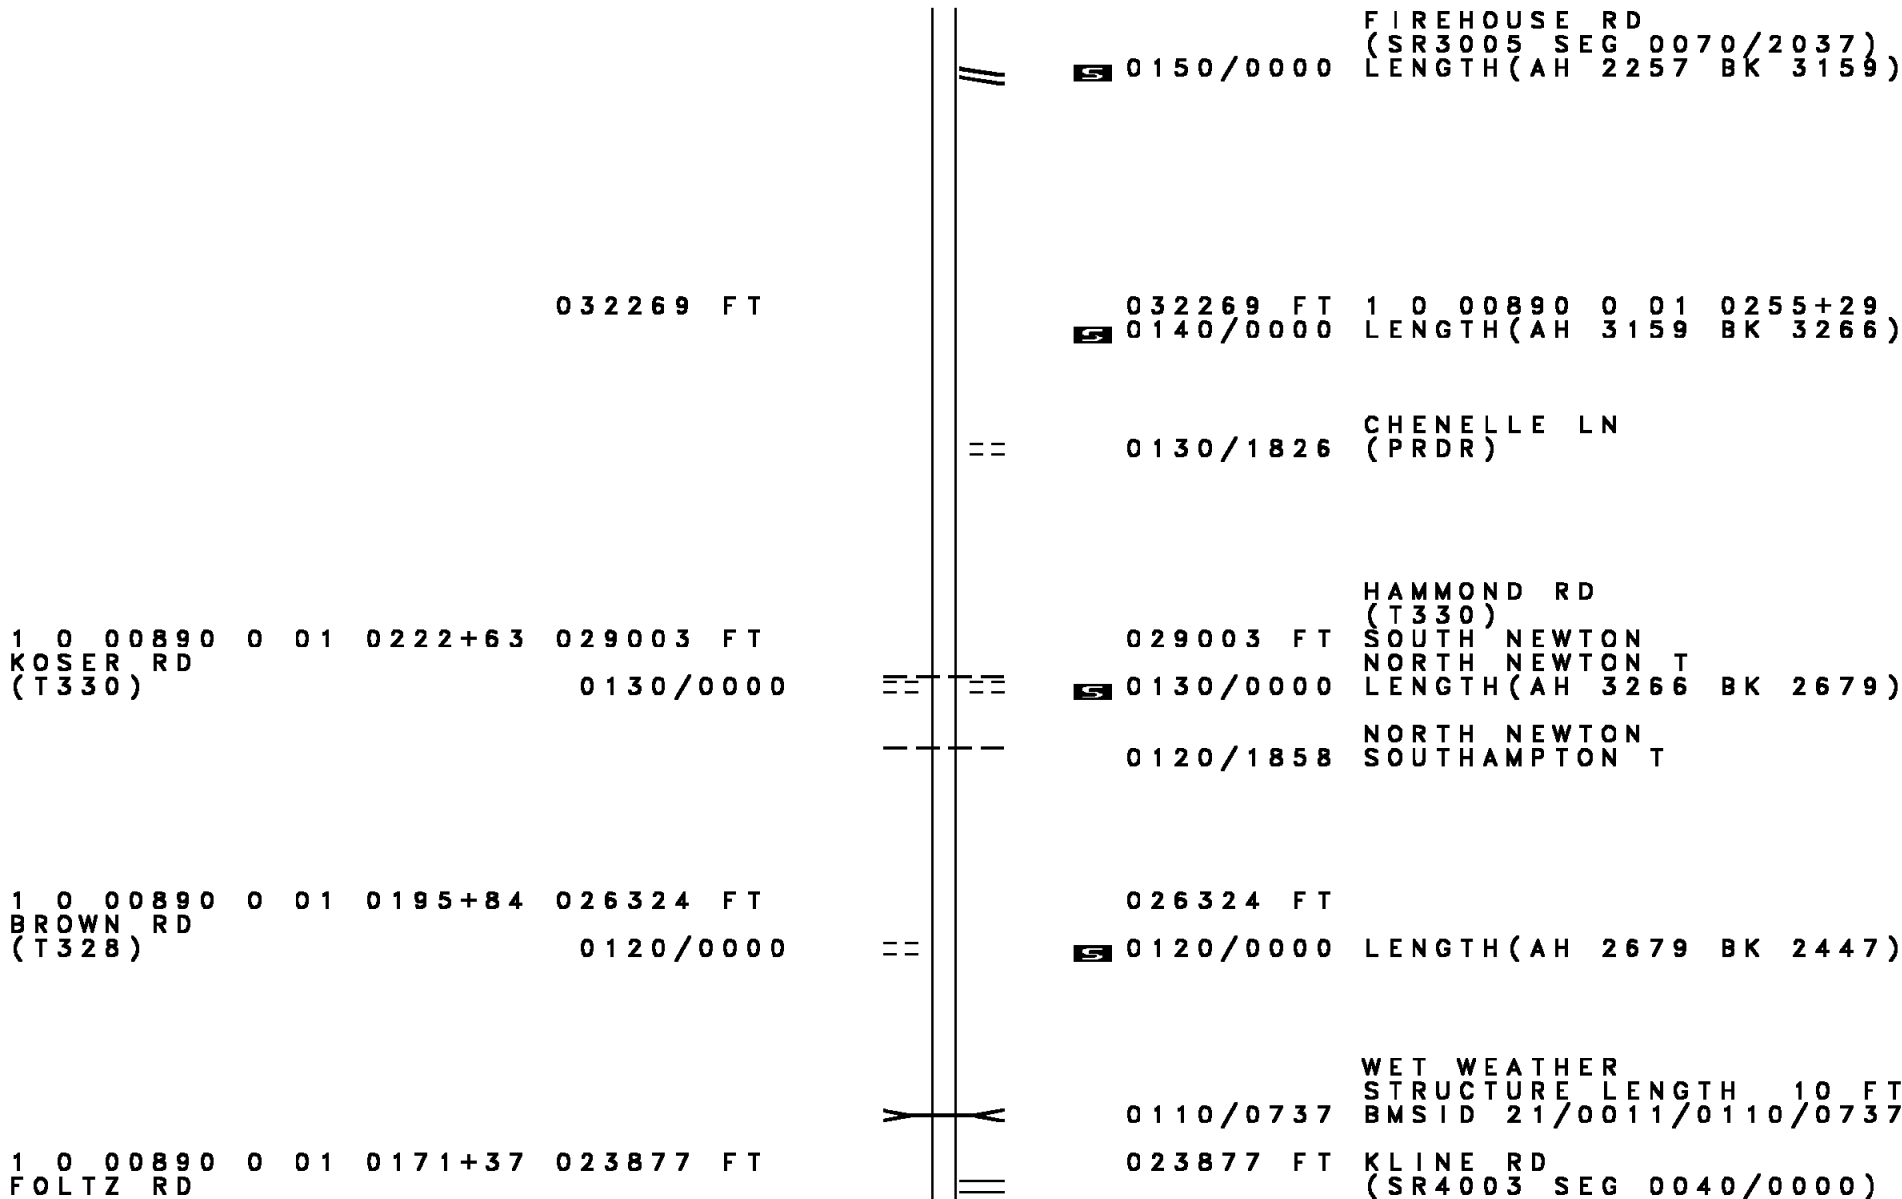 FIREHOUSE RD
(SR3005 SEG 0070/2037)
S 0150/0000 LENGTH(AH 2257 BK 3159)
032269 FT 032269 FT 1 0 00890 0 01 0255+29
S 0140/0000 LENGTH(AH 3159 BK 3266)
CHENELLE LN
0130/1826 (PRDR)
HAMMOND RD
(T330)
1 0 00890 0 01 0222+63 029003 FT 029003 FT SOUTH NEWTON
KOSER RD NORTH NEWTON T
(T330) 0130/0000 S 0130/0000 LENGTH(AH 3266 BK 2679)
NORTH NEWTON
0120/1858 SOUTHAMPTON T
1 0 00890 0 01 0195+84 026324 FT 026324 FT
BROWN RD
(T328) 0120/0000 S 0120/0000 LENGTH(AH 2679 BK 2447)
WET WEATHER
STRUCTURE LENGTH 10 FT
0110/0737 BMSID 21/0011/0110/0737
1 0 00890 0 01 0171+37 023877 FT 023877 FT KLINE RD
FOLTZ RD (SR4003 SEG 0040/0000)